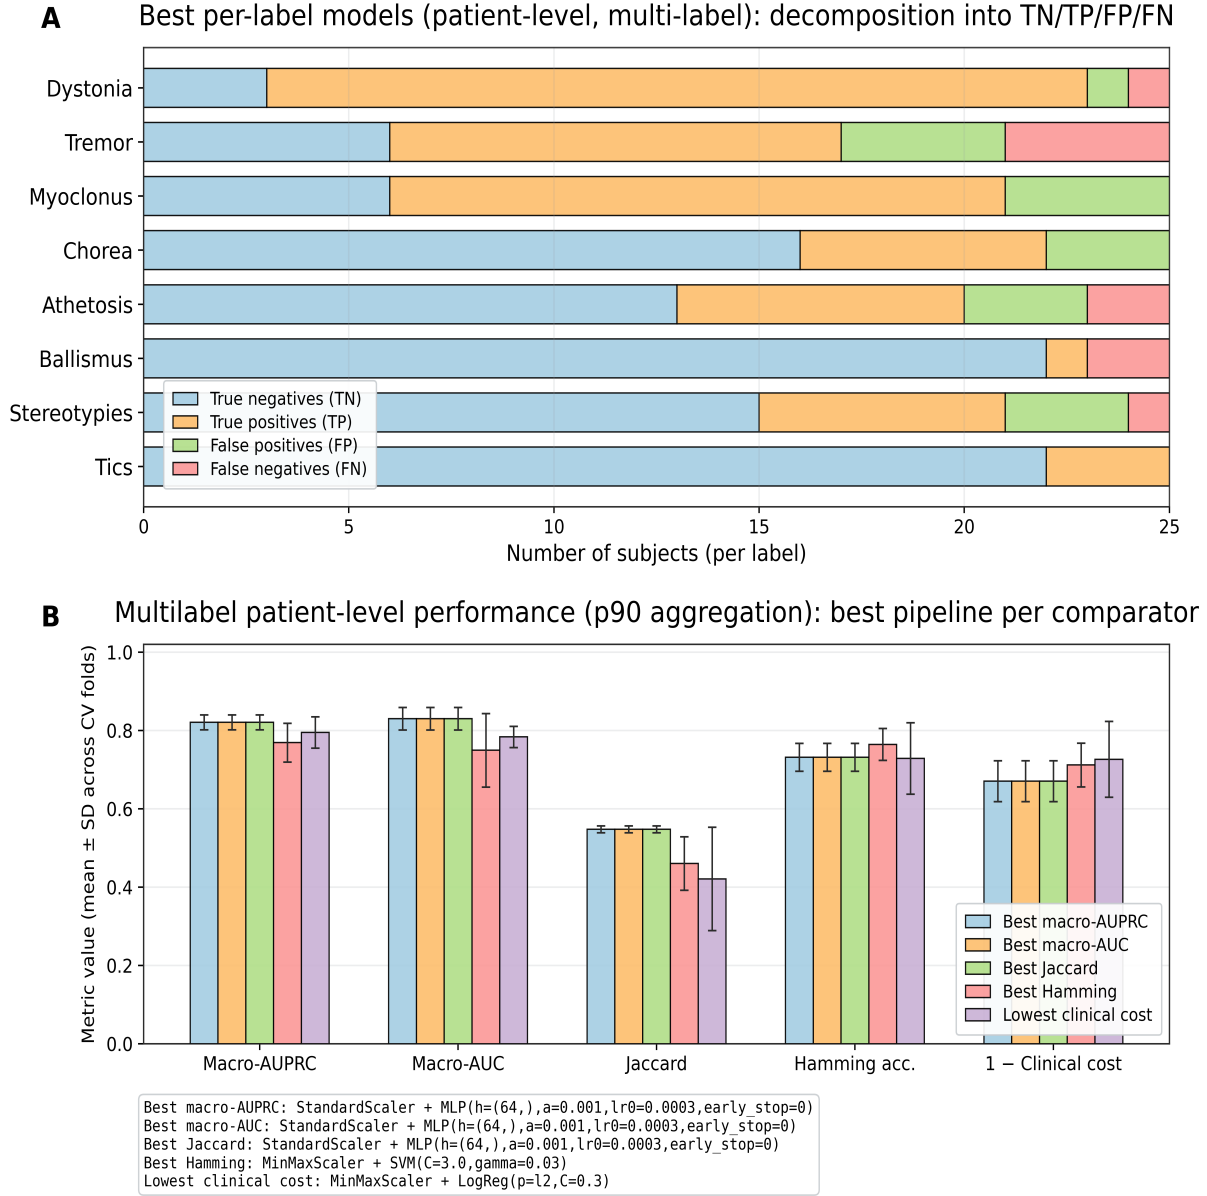 A
Best per-label models (patient-level, multi-label): decomposition into TN/TP/FP/FN
Dystonia
Tremor
Myoclonus
Chorea
Athetosis
Ballismus
Stereotypies
Tics
True negatives (TN)
True positives (TP)
False positives (FP)
False negatives (FN)
0 5 10 15 20 25
Number of subjects (per label)
B
Multilabel patient-level performance (p90 aggregation): best pipeline per comparator
Metric value (mean ± SD across CV folds)
1.0
0.8
0.6
0.4
0.2
0.0
Best macro-AUPRC
Best macro-AUC
Best Jaccard
Best Hamming
Lowest clinical cost
Macro-AUPRC Macro-AUC Jaccard Hamming acc. 1 − Clinical cost
Best macro-AUPRC: StandardScaler + MLP(h=(64,),a=0.001,lr0=0.0003,early_stop=0)
Best macro-AUC: StandardScaler + MLP(h=(64,),a=0.001,lr0=0.0003,early_stop=0)
Best Jaccard: StandardScaler + MLP(h=(64,),a=0.001,lr0=0.0003,early_stop=0)
Best Hamming: MinMaxScaler + SVM(C=3.0,gamma=0.03)
Lowest clinical cost: MinMaxScaler + LogReg(p=l2,C=0.3)